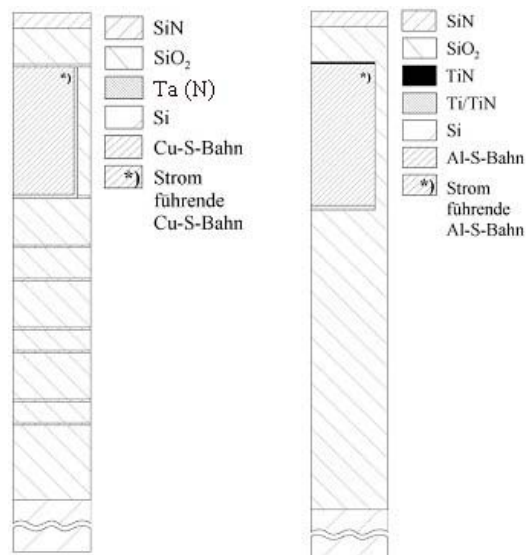 SiN
SiO₂
Ta (N)
Si
Cu-S-Bahn
*) Strom
führende
Cu-S-Bahn
*)
SiN
SiO₂
TiN
Ti/TiN
Si
Al-S-Bahn
*) Strom
führende
Al-S-Bahn
*)